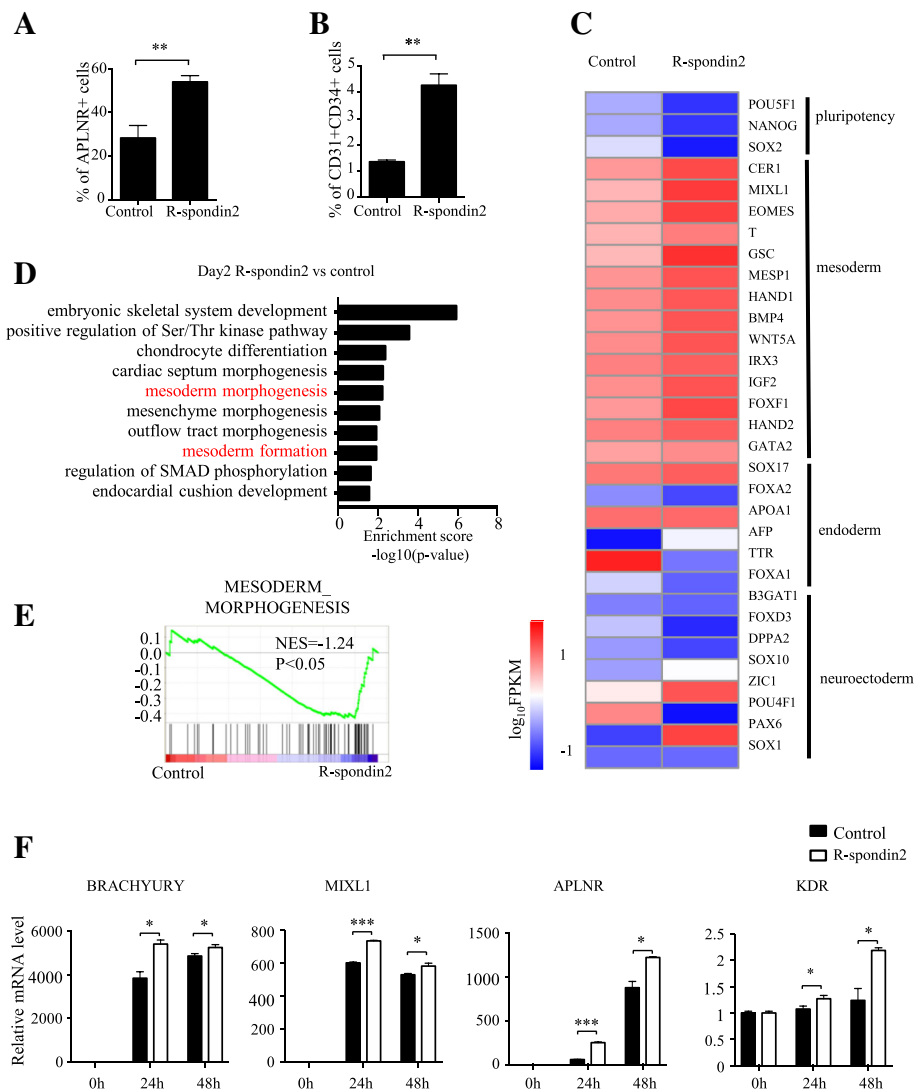 A
**
% of APLNR+ cells
60
40
20
0
Control
R-spondin2
B
**
% of CD31+CD34+ cells
5
4
3
2
1
0
Control
R-spondin2
C
Control
R-spondin2
POU5F1
NANOG
SOX2
pluripotency
CER1
MIXL1
EOMES
T
GSC
MESP1
HAND1
BMP4
WNT5A
IRX3
IGF2
FOXF1
HAND2
GATA2
mesoderm
SOX17
FOXA2
APOA1
AFP
TTR
FOXA1
endoderm
B3GAT1
FOXD3
DPPA2
SOX10
ZIC1
POU4F1
PAX6
SOX1
neuroectoderm
log10FPKM
1
-1
D
Day2 R-spondin2 vs control
embryonic skeletal system development
positive regulation of Ser/Thr kinase pathway
chondrocyte differentiation
cardiac septum morphogenesis
mesoderm morphogenesis
mesenchyme morphogenesis
outflow tract morphogenesis
mesoderm formation
regulation of SMAD phosphorylation
endocardial cushion development
0 2 4 6 8
Enrichment score
-log10(p-value)
E
MESODERM_
MORPHOGENESIS
NES=-1.24
P<0.05
0.1
0.0
-0.1
-0.2
-0.3
-0.4
Control
R-spondin2
F
Control
R-spondin2
BRACHYURY
Relative mRNA level
6000
4000
2000
0
* *
0h 24h 48h
MIXL1
800
600
400
200
0
*** *
0h 24h 48h
APLNR
1500
1000
500
0
*** *
0h 24h 48h
KDR
2.5
2
1.5
1
0.5
0
* *
0h 24h 48h